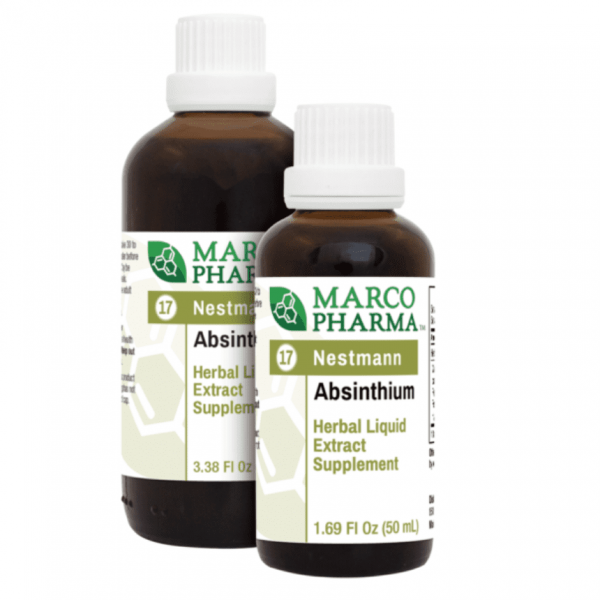 MARCO
PHAR
17 Nestma
Absint
Herbal Li
Extract
Supplem
3.38 Fl Oz
MARCO
PHARMA
17 Nestmann
Absinthium
Herbal Liquid
Extract
Supplement
1.69 Fl Oz (50 mL)